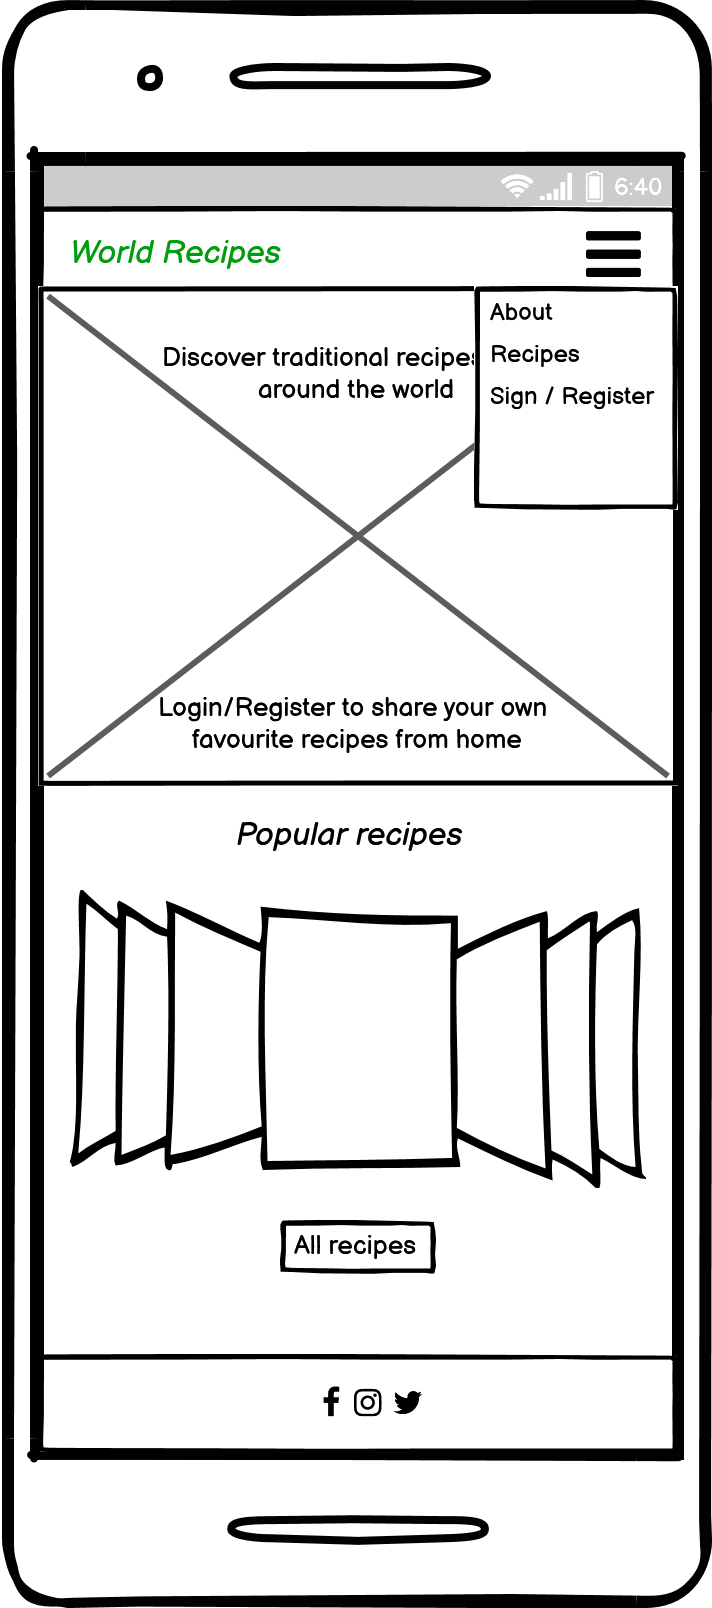 6:40
World Recipes
About
Recipes
Sign / Register
Discover traditional recipes
around the world
Login/Register to share your own
favourite recipes from home
Popular recipes
All recipes